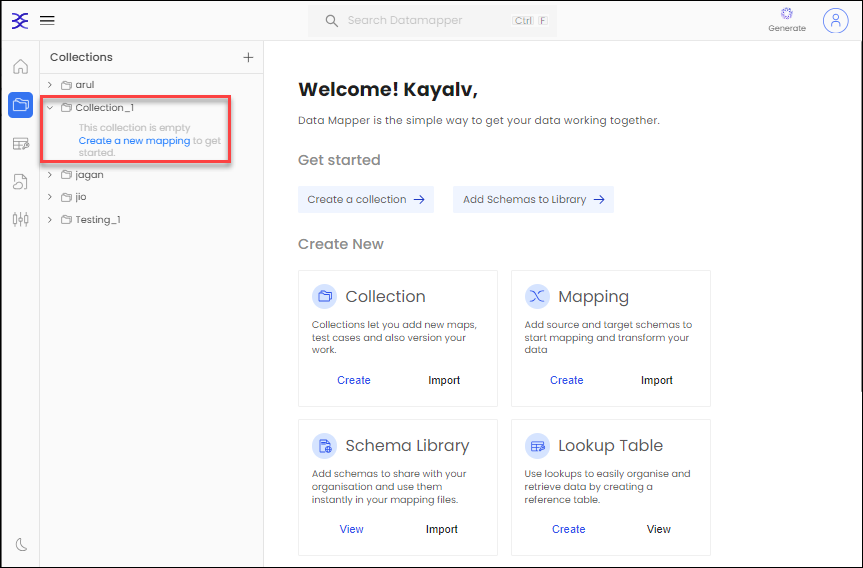 Search Datamapper
Ctrl F
Generate
Collections
arul
Collection_1
This collection is empty
Create a new mapping to get
started.
jagan
jio
Testing_1
Welcome! Kayalv,
Data Mapper is the simple way to get your data working together.
Get started
Create a collection
Add Schemas to Library
Create New
Collection
Collections let you add new maps,
test cases and also version your
work.
Create Import
Mapping
Add source and target schemas to
start mapping and transform your
data
Create Import
Schema Library
Add schemas to share with your
organisation and use them
instantly in your mapping files.
View Import
Lookup Table
Use lookups to easily organise and
retrieve data by creating a
reference table.
Create View